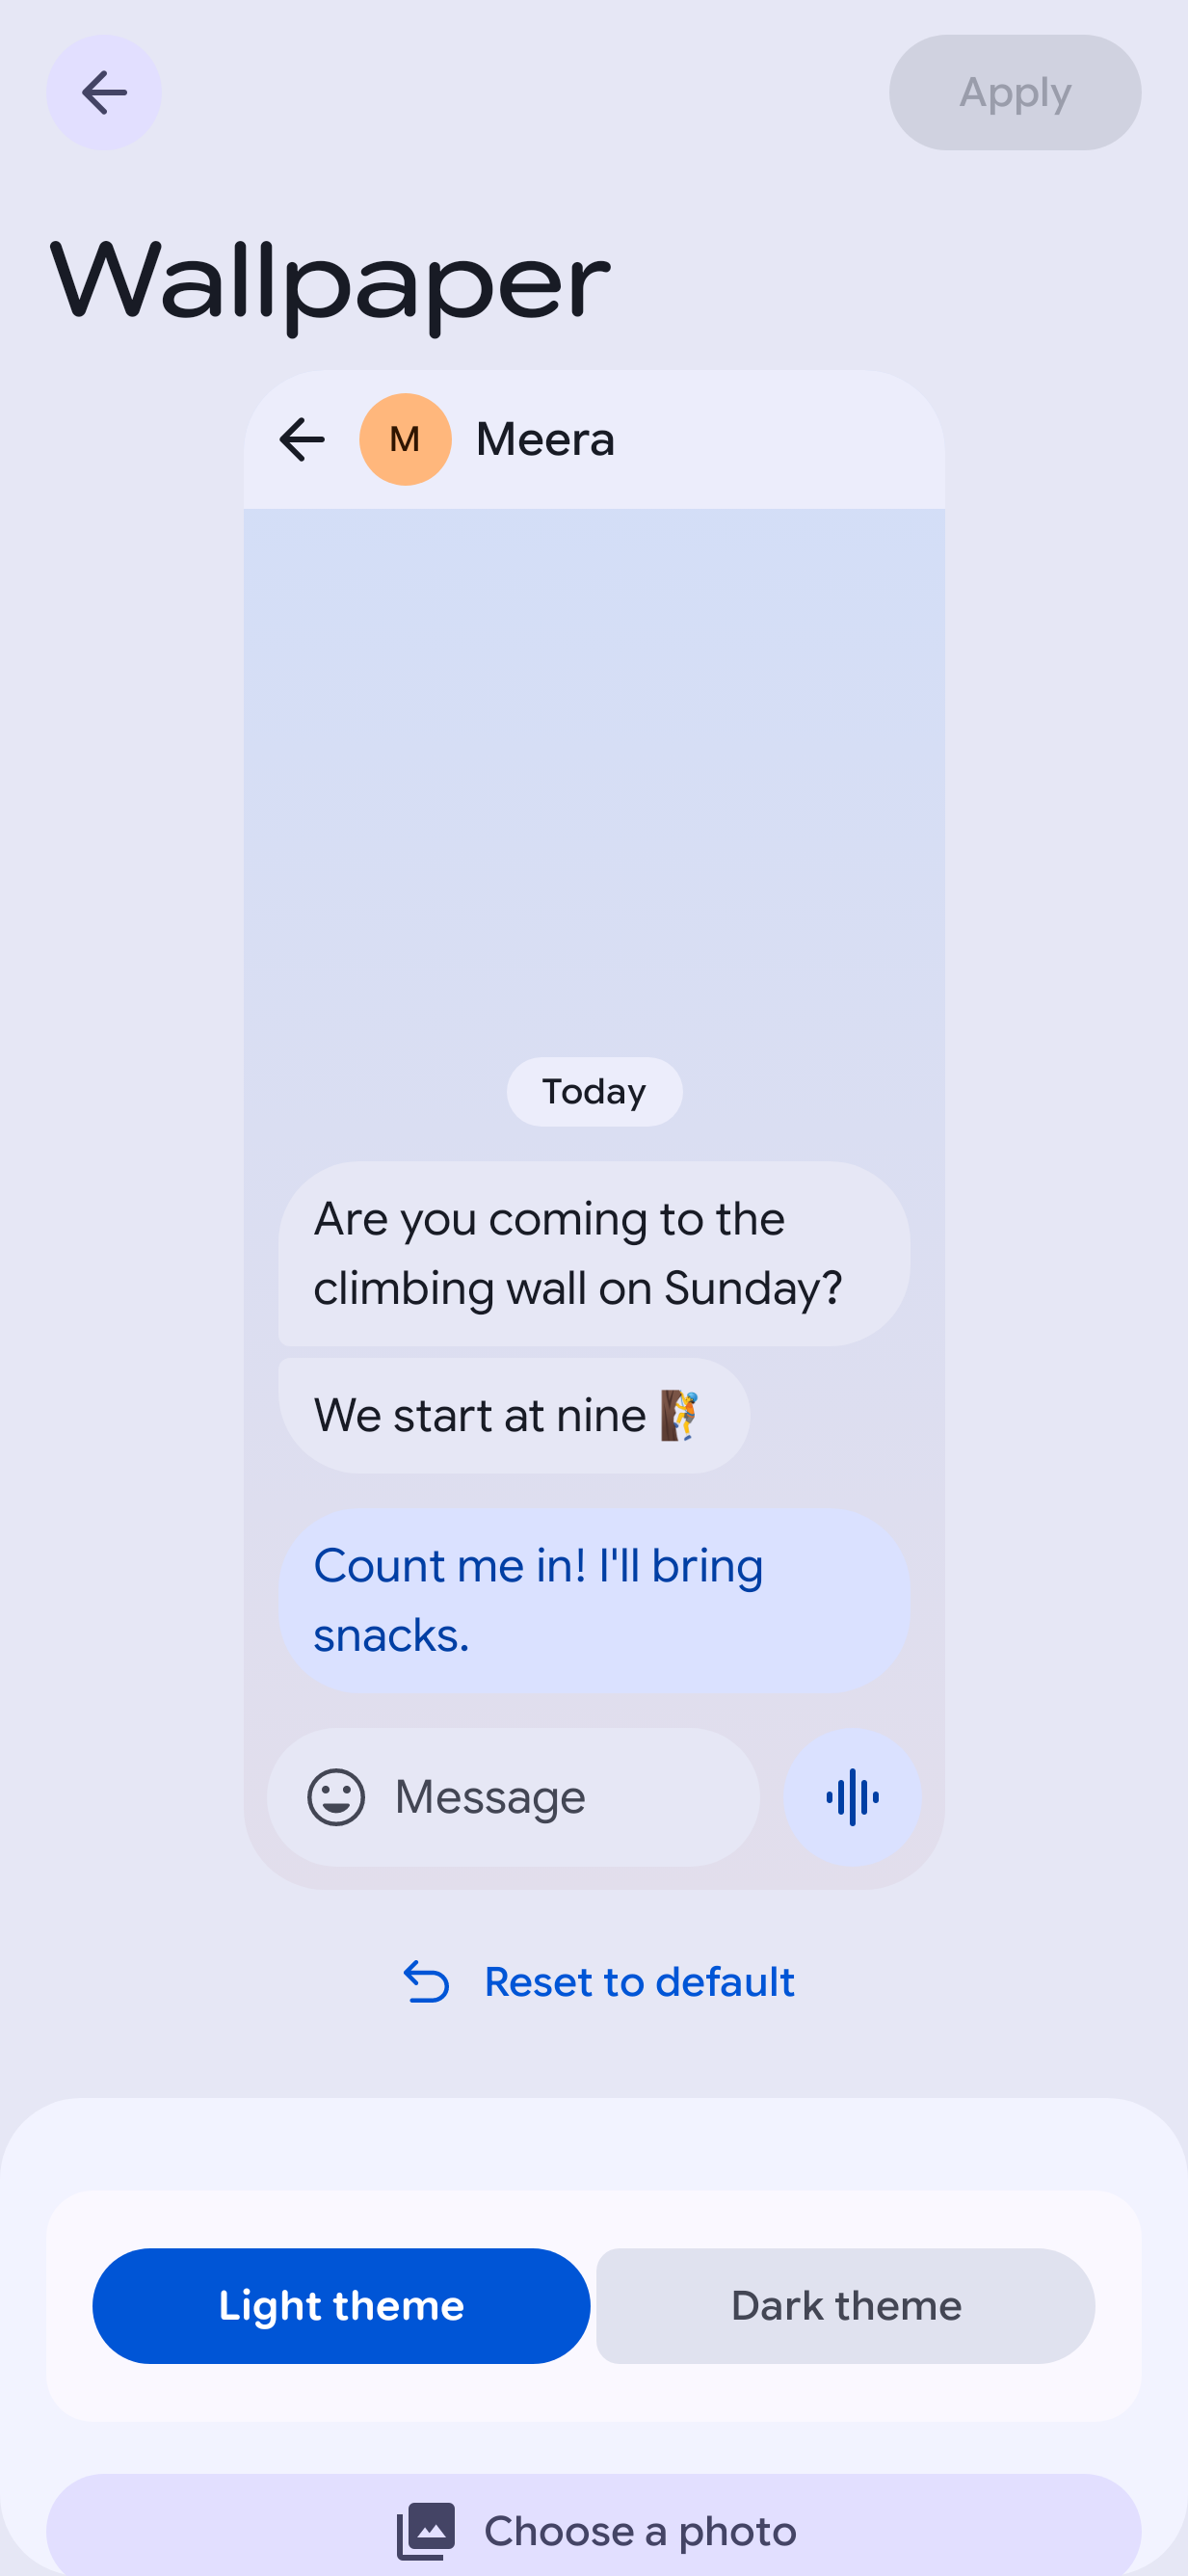 Apply
Wallpaper
M
Meera
Today
Are you coming to the
climbing wall on Sunday?
We start at nine 🧗
Count me in! I'll bring
snacks.
Message
Reset to default
Light theme
Dark theme
Choose a photo